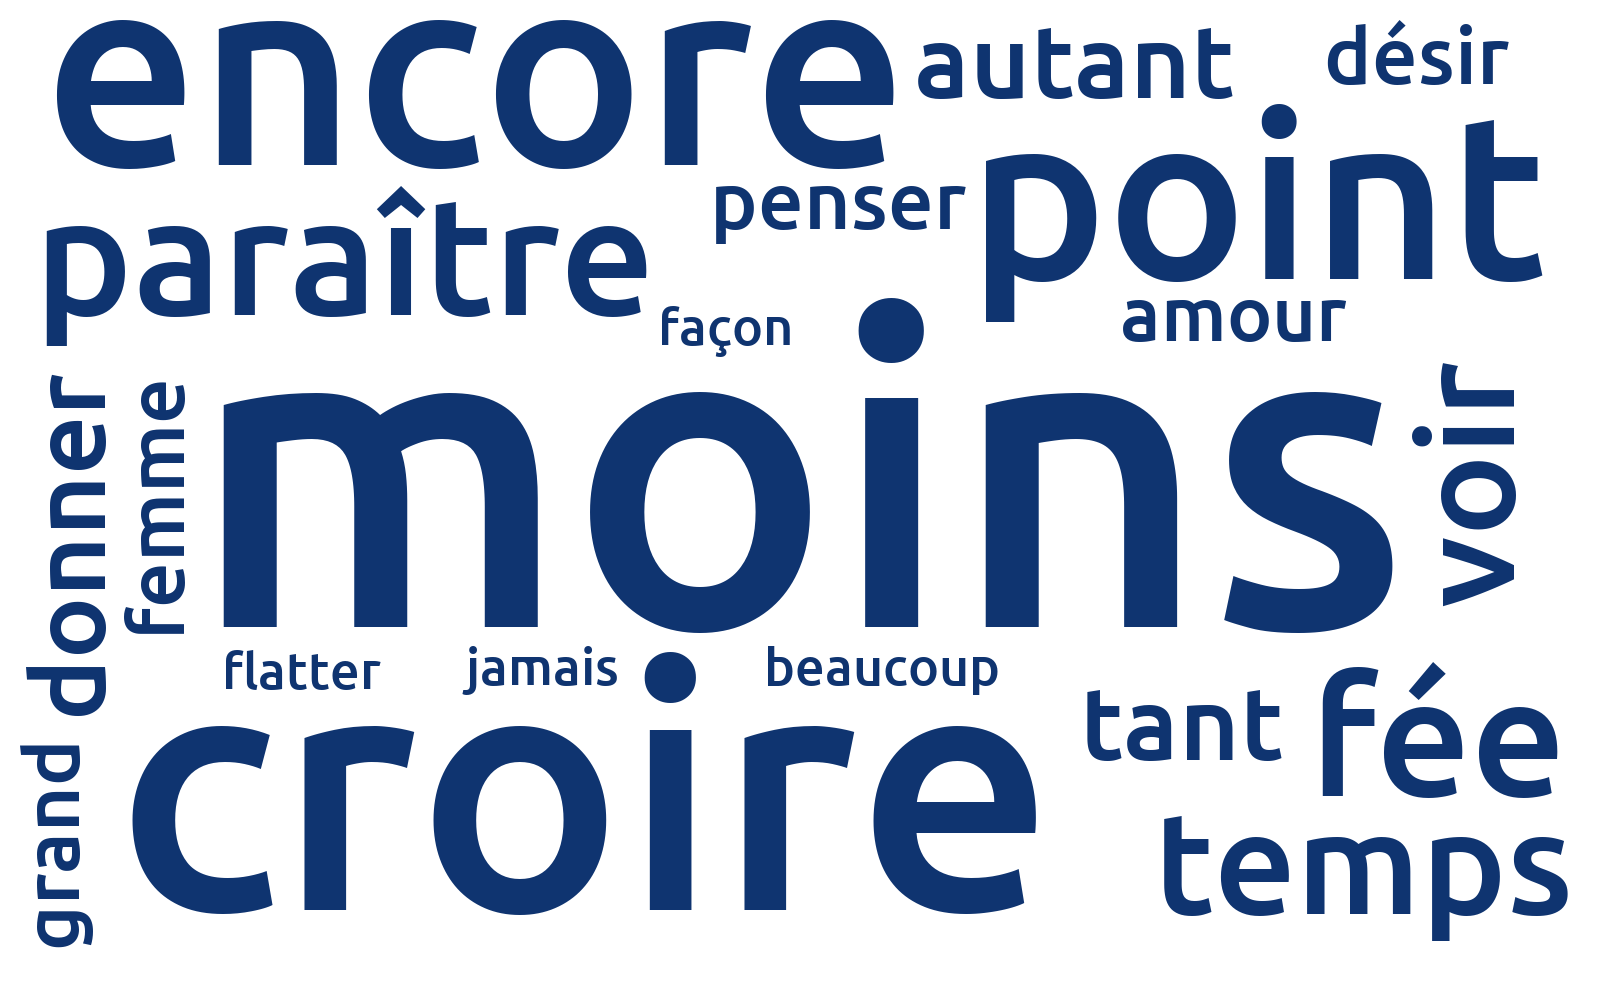 encore
autant
désir
point
penser
paraître
amour
façon
moins
voir
donner
femme
flatter
jamais
beaucoup
croire
tant
fée
temps
grand